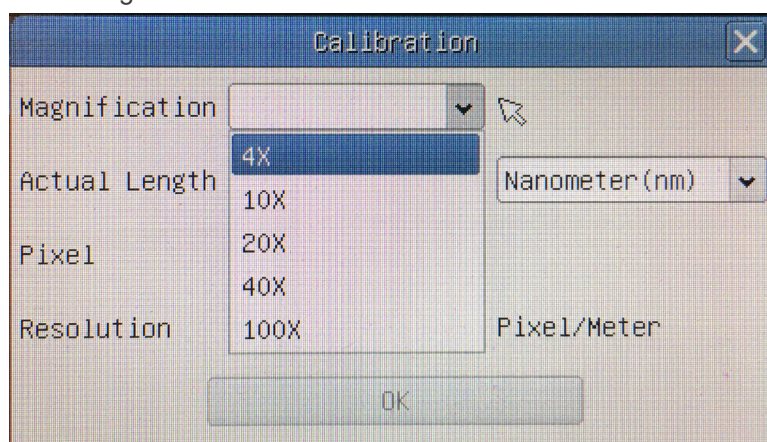 Calibration
Magnification
4X
Actual Length
Nanometer(nm)
10X
Pixel
20X
40X
Resolution
100X
Pixel/Meter
OK